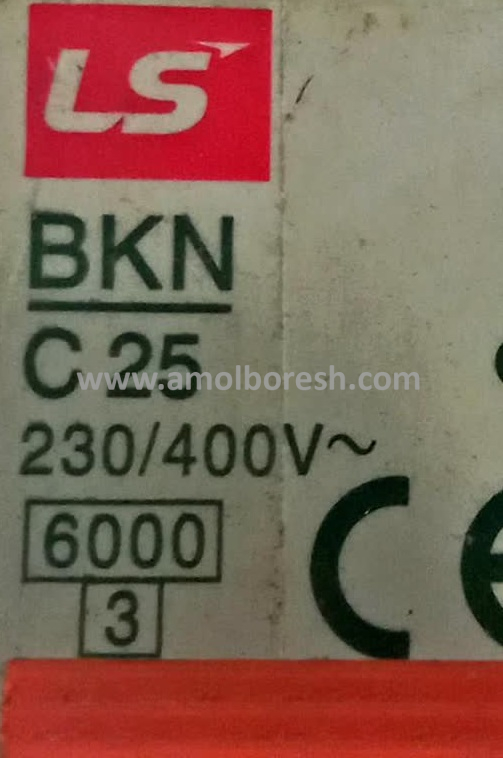 LS
BKN
C 25
www.amolboresh.com
230/400V~
6000
3
CE